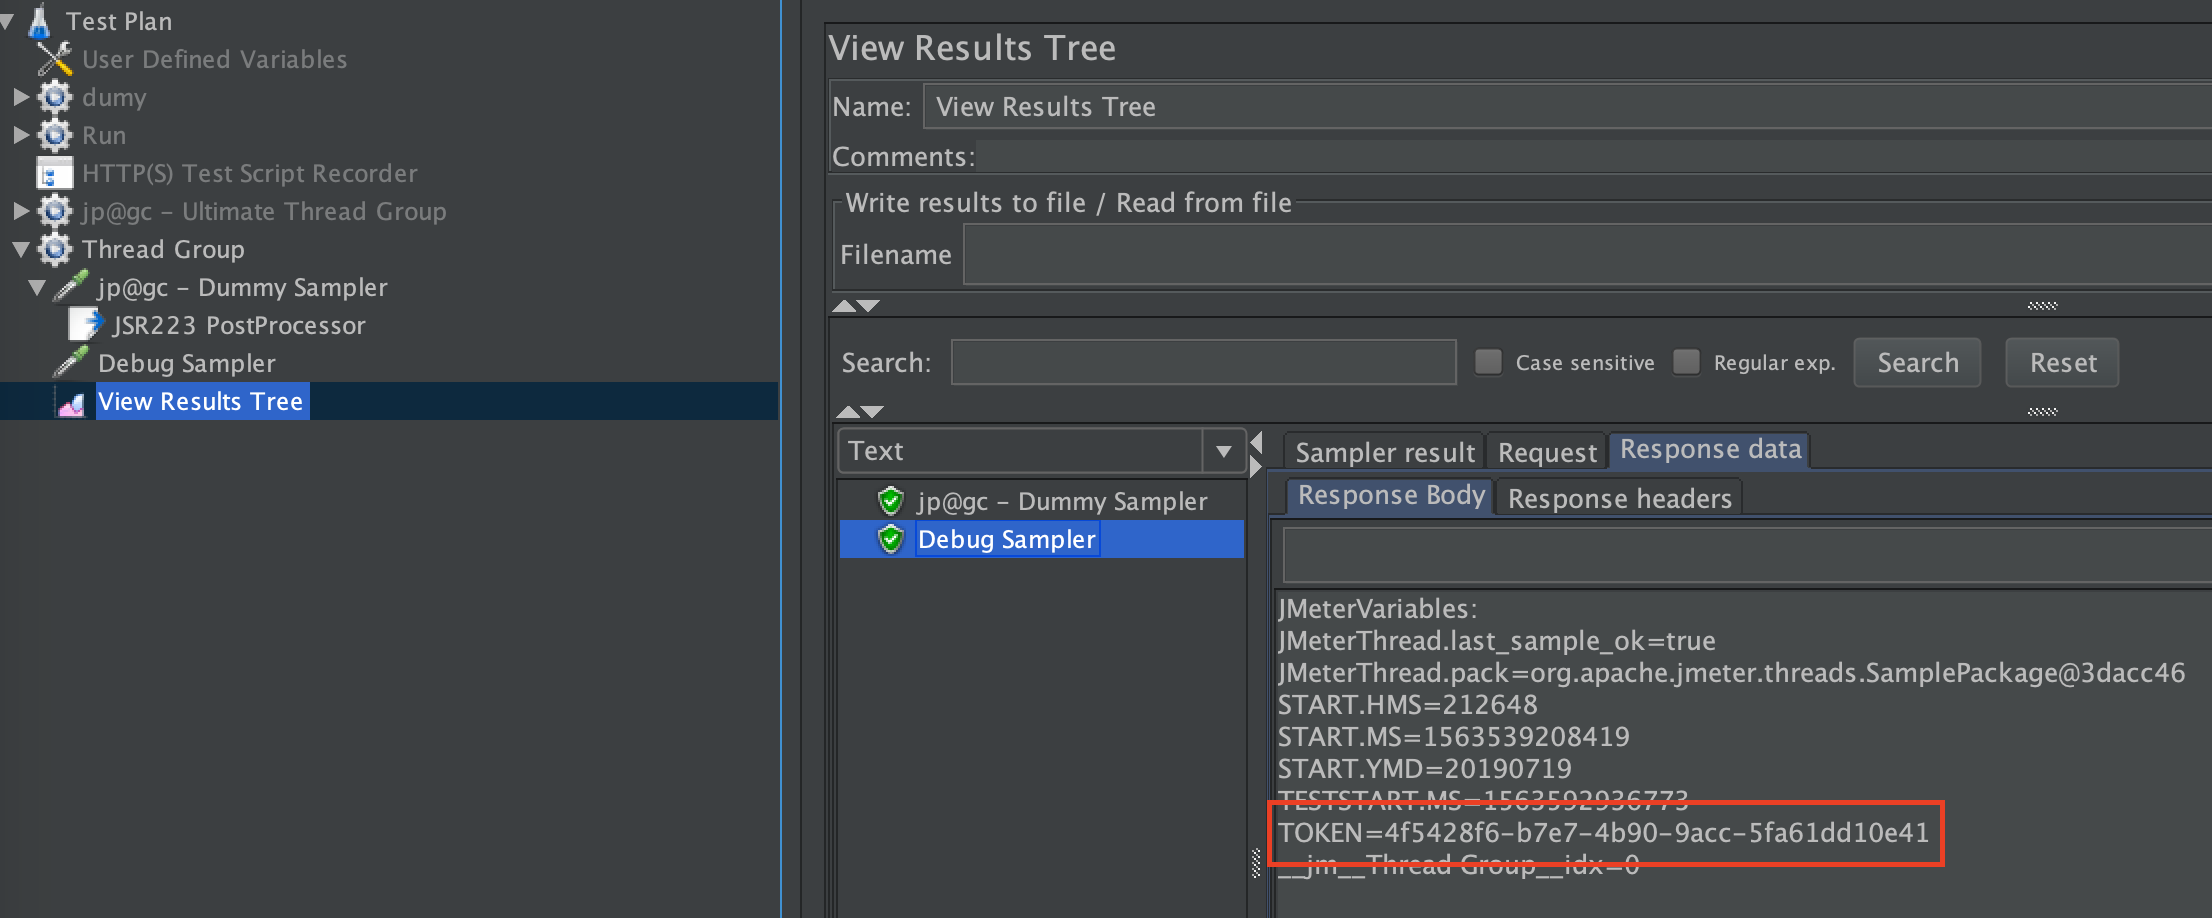 Test Plan
User Defined Variables
dumy
Run
HTTP(S) Test Script Recorder
jp@gc - Ultimate Thread Group
Thread Group
jp@gc - Dummy Sampler
JSR223 PostProcessor
Debug Sampler
View Results Tree
View Results Tree
Name: View Results Tree
Comments:
Write results to file / Read from file
Filename
Search: Case sensitive Regular exp. Search Reset
Text
jp@gc - Dummy Sampler
Debug Sampler
Sampler result Request Response data
Response Body Response headers
JMeterVariables:
JMeterThread.last_sample_ok=true
JMeterThread.pack=org.apache.jmeter.threads.SamplePackage@3dacc46
START.HMS=212648
START.MS=1563539208419
START.YMD=20190719
TESTSTART.MS=1563592936773
TOKEN=4f5428f6-b7e7-4b90-9acc-5fa61dd10e41
__jm__Thread Group__idx=0